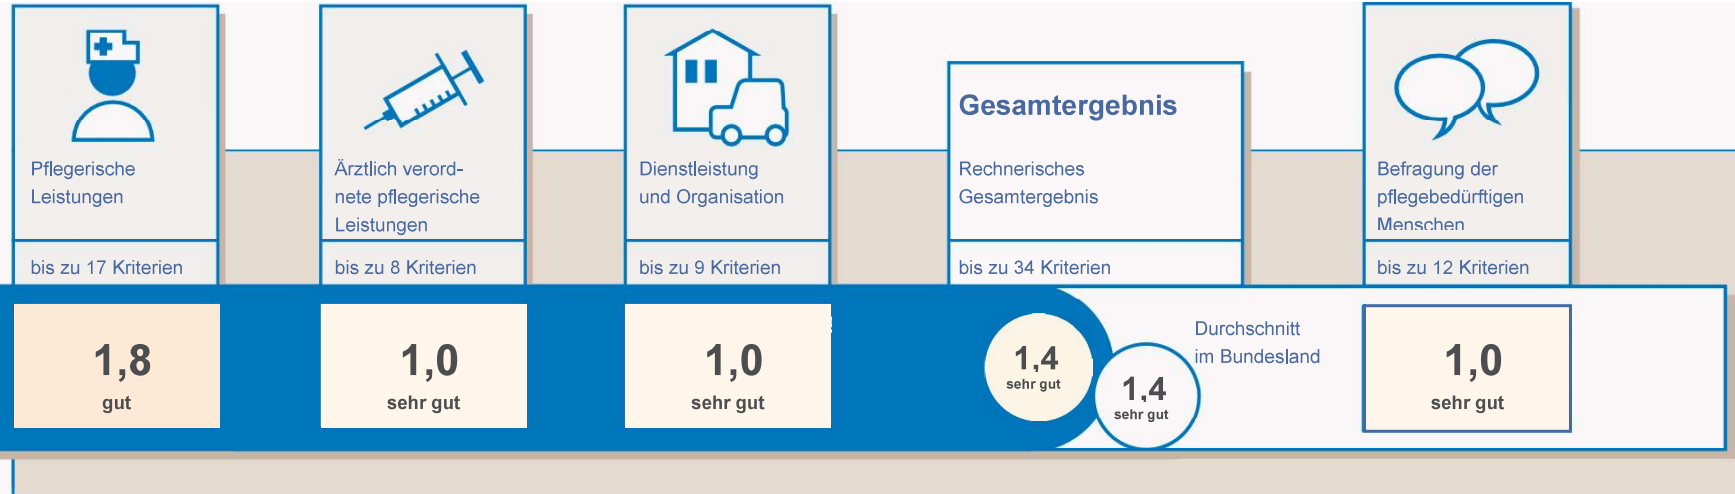 Pflegerische
Leistungen
bis zu 17 Kriterien
1,8
gut
Ärztlich verord-
nete pflegerische
Leistungen
bis zu 8 Kriterien
1,0
sehr gut
Dienstleistung
und Organisation
bis zu 9 Kriterien
1,0
sehr gut
Gesamtergebnis
Rechnerisches
Gesamtergebnis
bis zu 34 Kriterien
1,4
sehr gut
1,4
sehr gut
Durchschnitt
im Bundesland
Befragung der
pflegebedürftigen
Menschen
bis zu 12 Kriterien
1,0
sehr gut